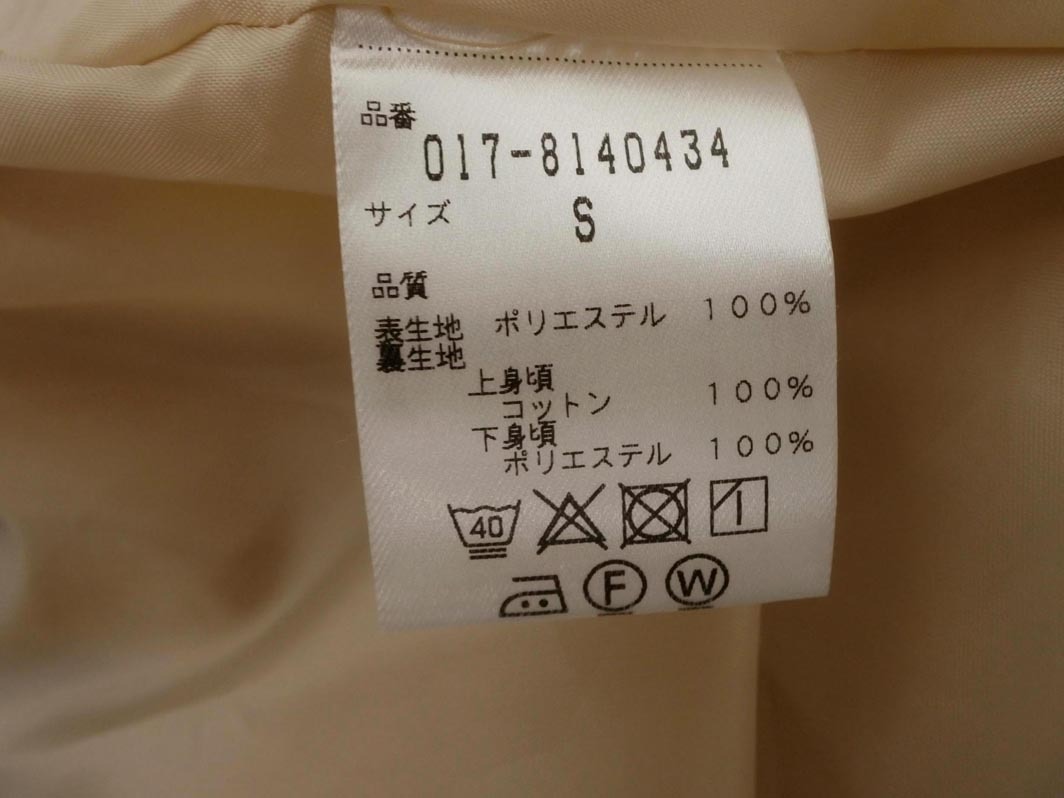 品番
017-8140434
サイズ S
品質
表生地 ポリエステル 100%
裏生地
上身頃
コットン 100%
下身頃
ポリエステル 100%
40
F W